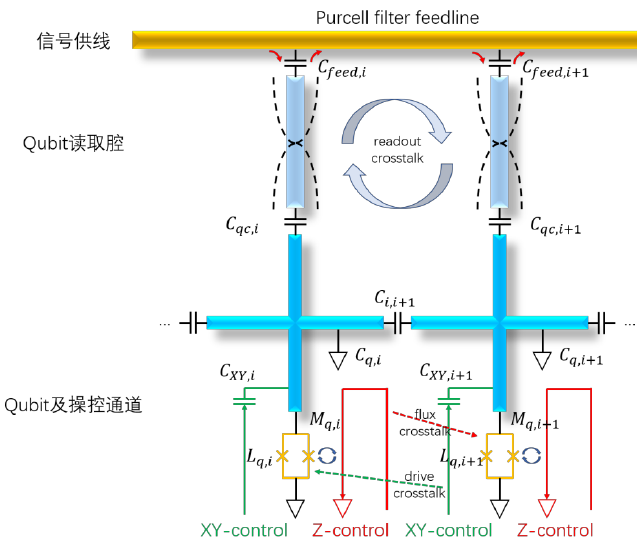 Purcell filter feedline
信号供线
C_{feed,i}
C_{feed,i+1}
Qubit读取腔
readout
crosstalk
C_{qc,i}
C_{qc,i+1}
C_{i,i+1}
...
...
C_{q,i}
C_{q,i+1}
C_{XY,i}
C_{XY,i+1}
Qubit及操控通道
M_{q,i}
flux
crosstalk
M_{q,i+1}
L_{q,i}
L_{q,i+1}
drive
crosstalk
XY-control
Z-control
XY-control
Z-control